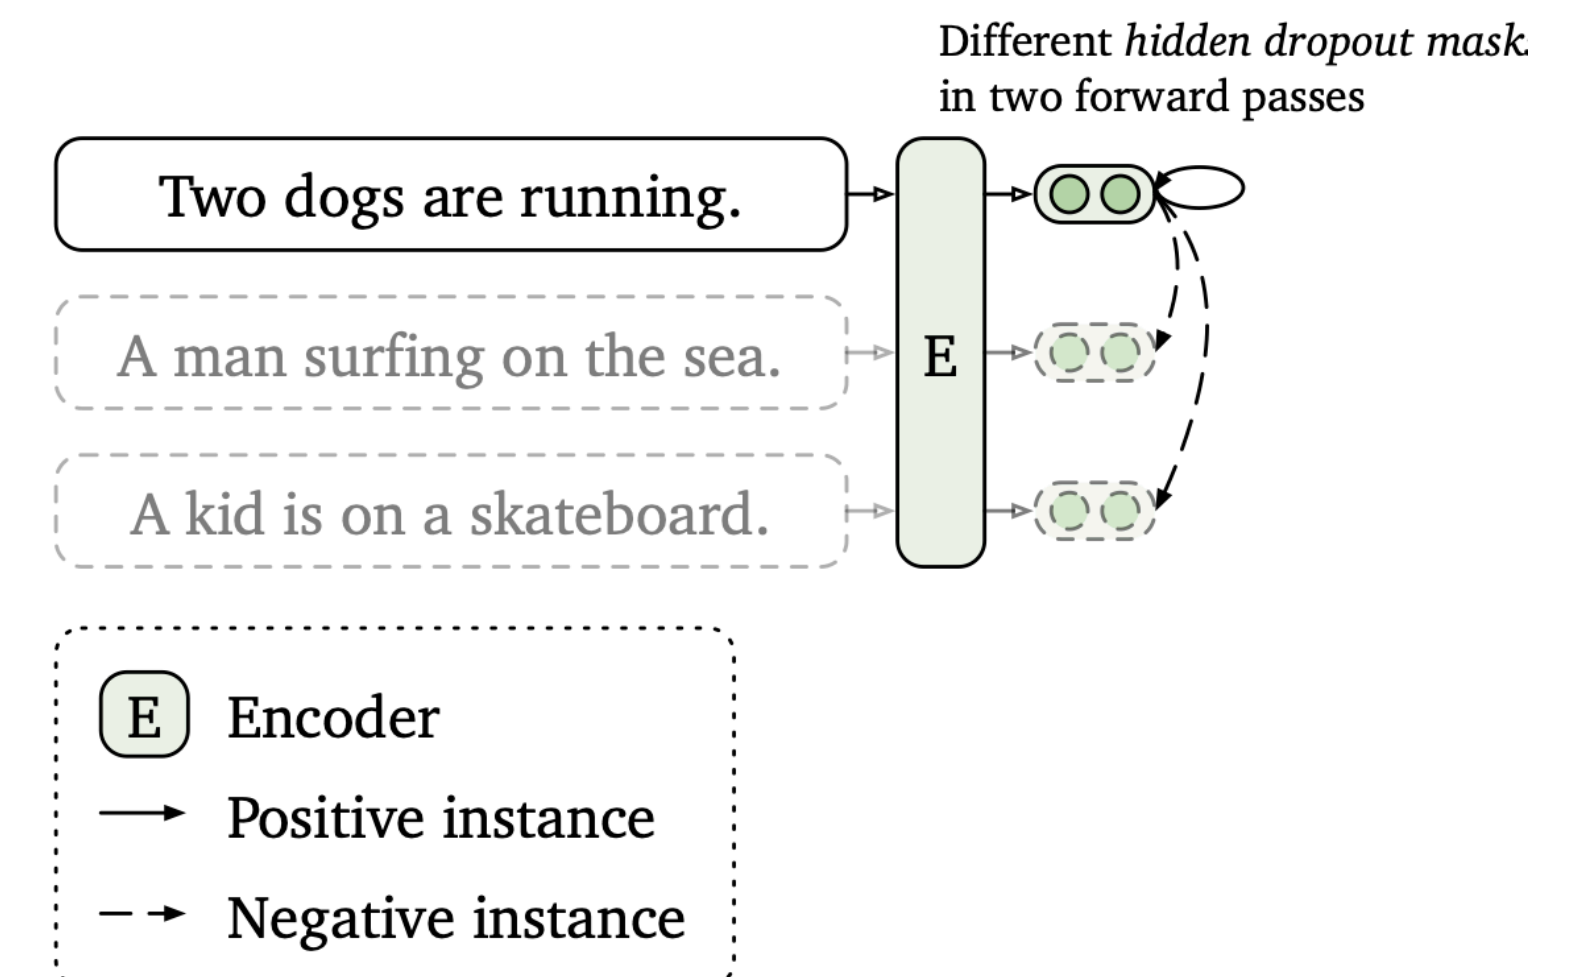 Different hidden dropout mask
in two forward passes
Two dogs are running.
A man surfing on the sea.
E
A kid is on a skateboard.
E Encoder
Positive instance
Negative instance